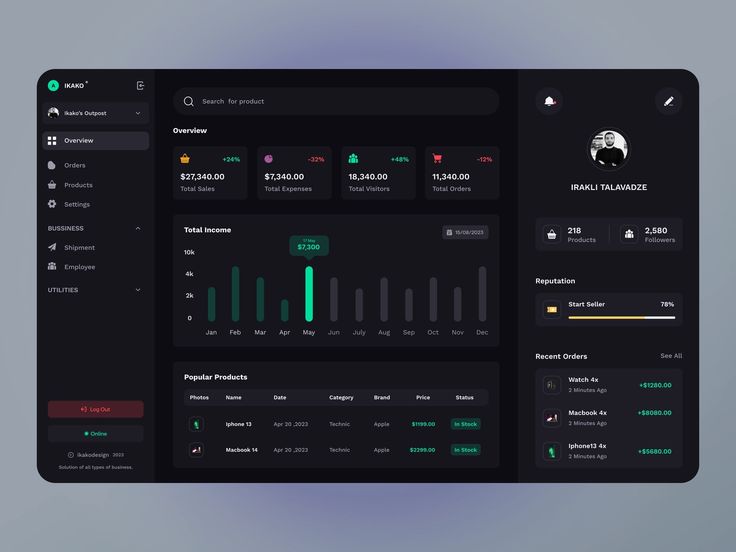 A IKAKO
Ikako's Outpost
Overview
Orders
Products
Settings
BUSSINESS
Shipment
Employee
UTILITIES
Log Out
Online
ikakodesign 2023
Solution of all types of business.
Search for product
Overview
+24%
$27,340.00
Total Sales
-32%
$7,340.00
Total Expenses
+48%
18,340.00
Total Visitors
-12%
11,340.00
Total Orders
Total Income
15/08/2023
17 May
$7,300
10k
4k
2k
0
Jan Feb Mar Apr May Jun July Aug Sep Oct Nov Dec
Popular Products
Photos Name Date Category Brand Price Status
Iphone 13 Apr 20 ,2023 Technic Apple $1199.00 In Stock
Macbook 14 Apr 20 ,2023 Technic Apple $2299.00 In Stock
IRAKLI TALAVADZE
218
Products
2,580
Followers
Reputation
Start Seller 78%
Recent Orders See All
Watch 4x
2 Minutes Ago
+$1280.00
Macbook 4x
2 Minutes Ago
+$8080.00
Iphone13 4x
2 Minutes Ago
+$5680.00